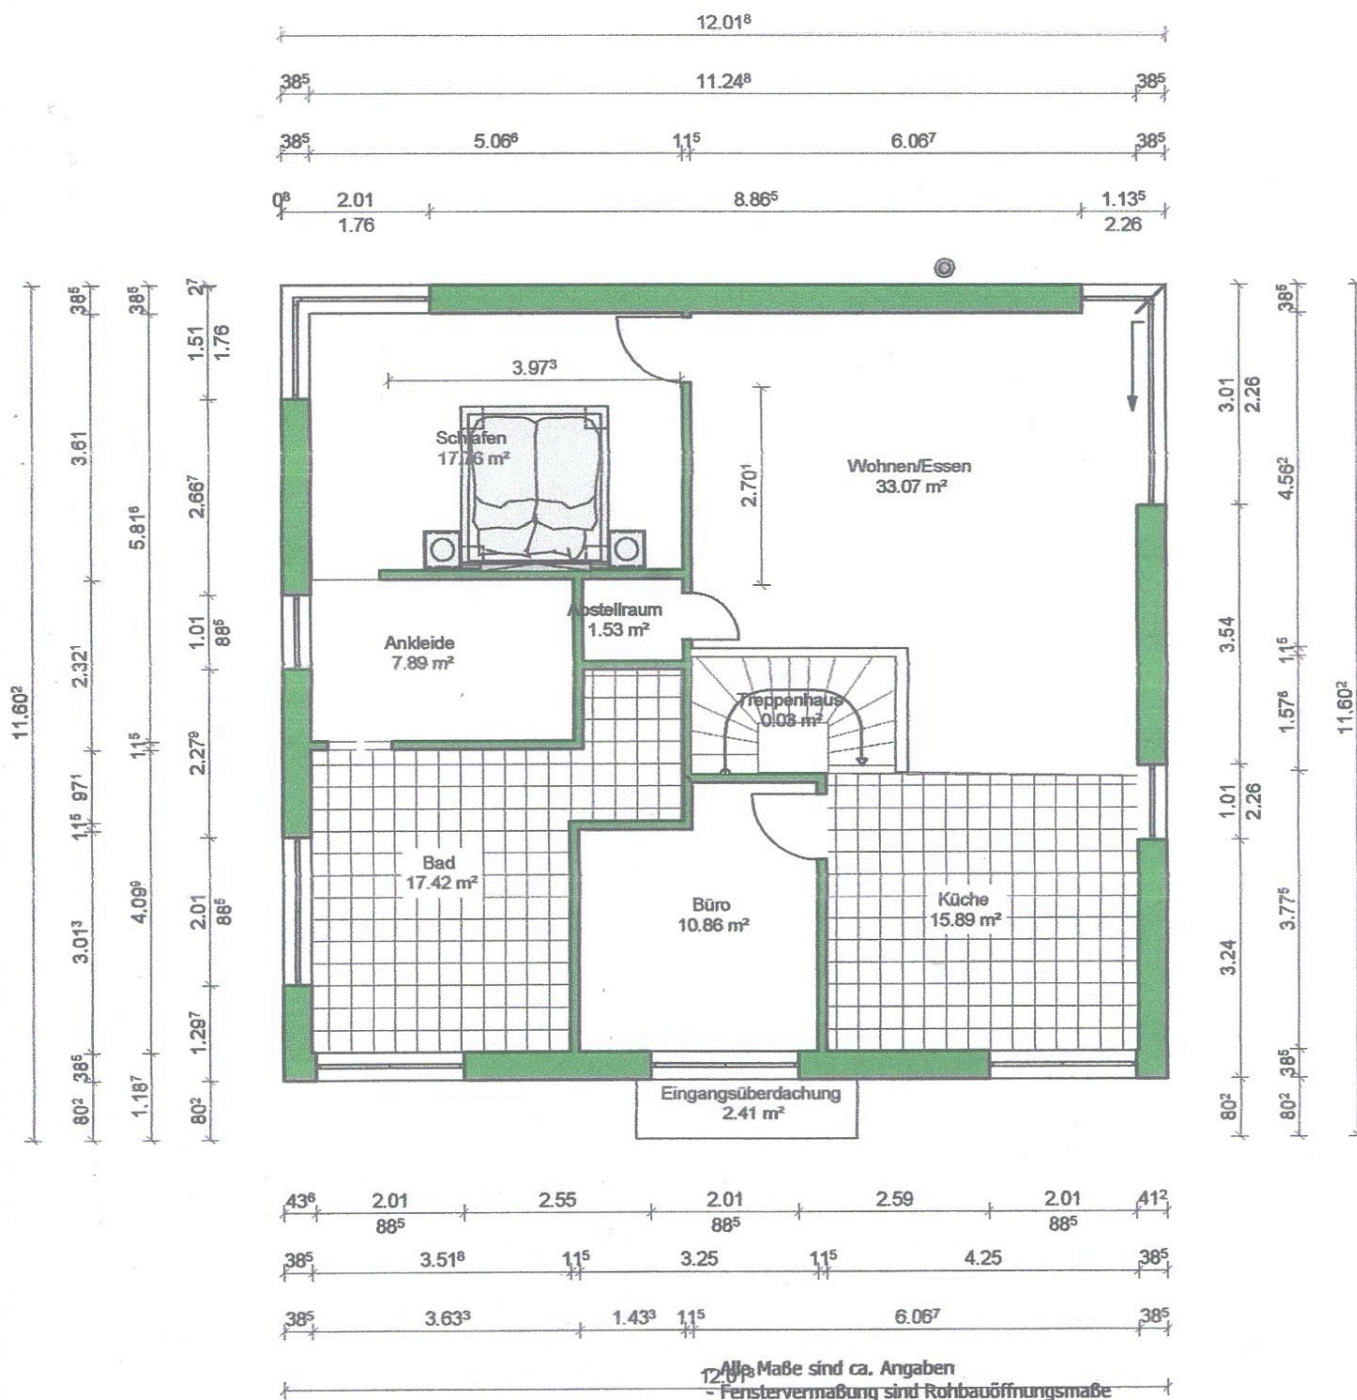 12.01⁸
38⁵ 11.24⁸ 38⁵
38⁵ 5.06⁶ 11⁵ 6.06⁷ 38⁵
0⁸ 2.01 8.86⁵ 1.13⁵
1.76 2.26
11.60²
38⁵ 3.61 2.32¹ 97¹ 11⁵ 3.01³ 38⁵ 80²
38⁵ 5.81⁸ 11⁵ 4.09⁹ 1.18⁷
2⁷ 1.51 2.66⁷ 1.01 2.27⁹ 2.01 1.29⁷ 80²
1.76 88⁵ 88⁵
3.97³
Schlafen
17.76 m²
2.70¹
Wohnen/Essen
33.07 m²
Abstellraum
1.53 m²
Ankleide
7.89 m²
Treppenhaus
0.03 m²
Bad
17.42 m²
Büro
10.86 m²
Küche
15.89 m²
Eingangsüberdachung
2.41 m²
3.01 3.54 1.01 3.24 80²
2.26 2.26
38⁵ 4.56² 11⁵ 1.57⁶ 3.77⁵ 38⁵ 80²
11.60²
43⁶ 2.01 2.55 2.01 2.59 2.01 41²
88⁵ 88⁵ 88⁵
38⁵ 3.51⁸ 11⁵ 3.25 11⁵ 4.25 38⁵
38⁵ 3.63³ 1.43³ 11⁵ 6.06⁷ 38⁵
12.01⁸
- Alle Maße sind ca. Angaben
- Fenstervermaßung sind Rohbauöffnungsmaße